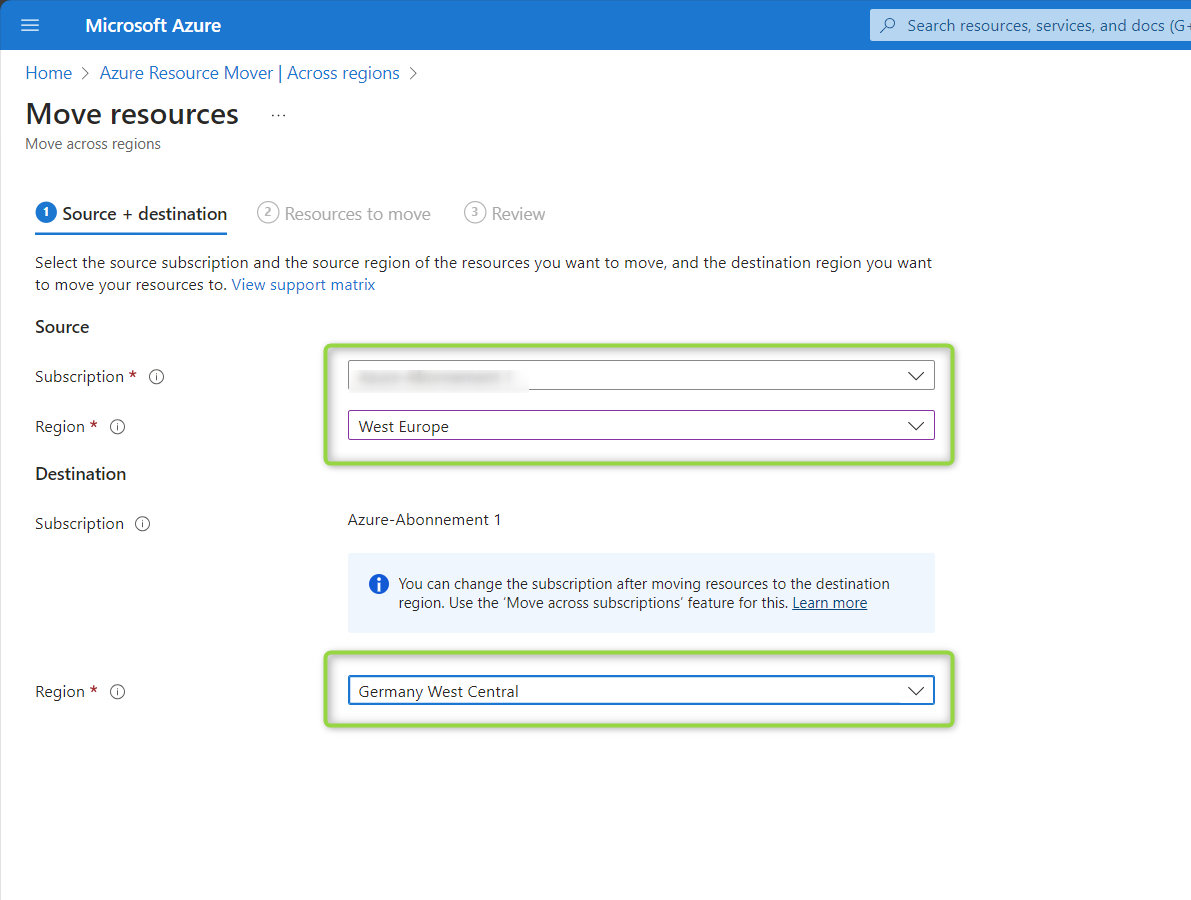 Microsoft Azure
Search resources, services, and docs (G+
Home > Azure Resource Mover | Across regions >
Move resources ...
Move across regions
1 Source + destination 2 Resources to move 3 Review
Select the source subscription and the source region of the resources you want to move, and the destination region you want
to move your resources to. View support matrix
Source
Subscription *
Region * West Europe
Destination
Subscription Azure-Abonnement 1
You can change the subscription after moving resources to the destination
region. Use the ‘Move across subscriptions’ feature for this. Learn more
Region * Germany West Central